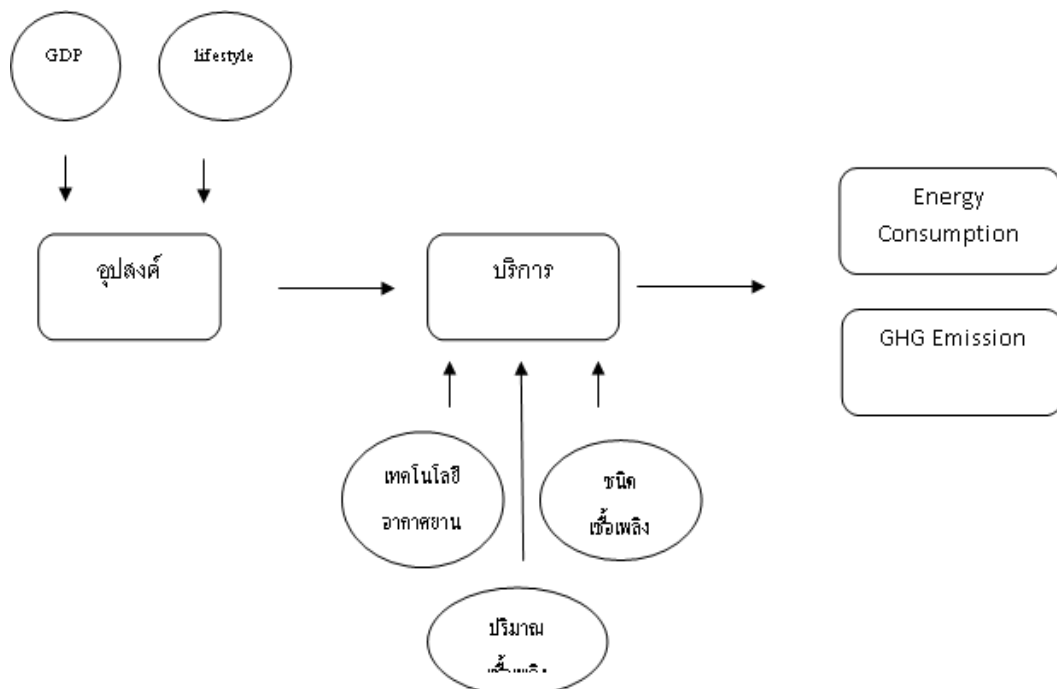 GDP
lifestyle
อุปสงค์
บริการ
Energy
Consumption
GHG Emission
เทคโนโลยี
อากาศยาน
ชนิด
เชื้อเพลิง
ปริมาณ